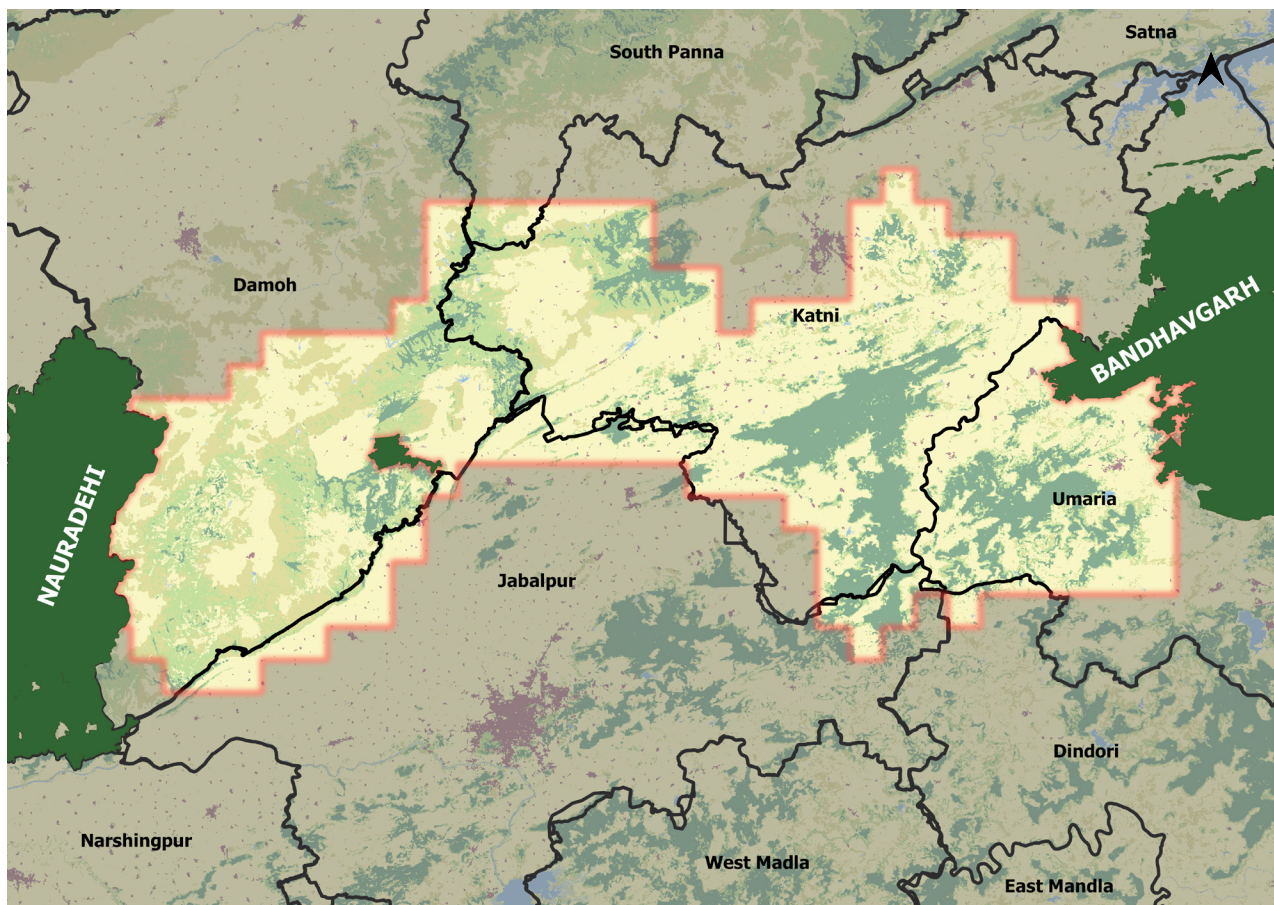 Satna
South Panna
Damoh
Katni
BANDHAVGARH
Umaria
NAURADEHI
Jabalpur
Dindori
Narshingpur
West Madla
East Mandla